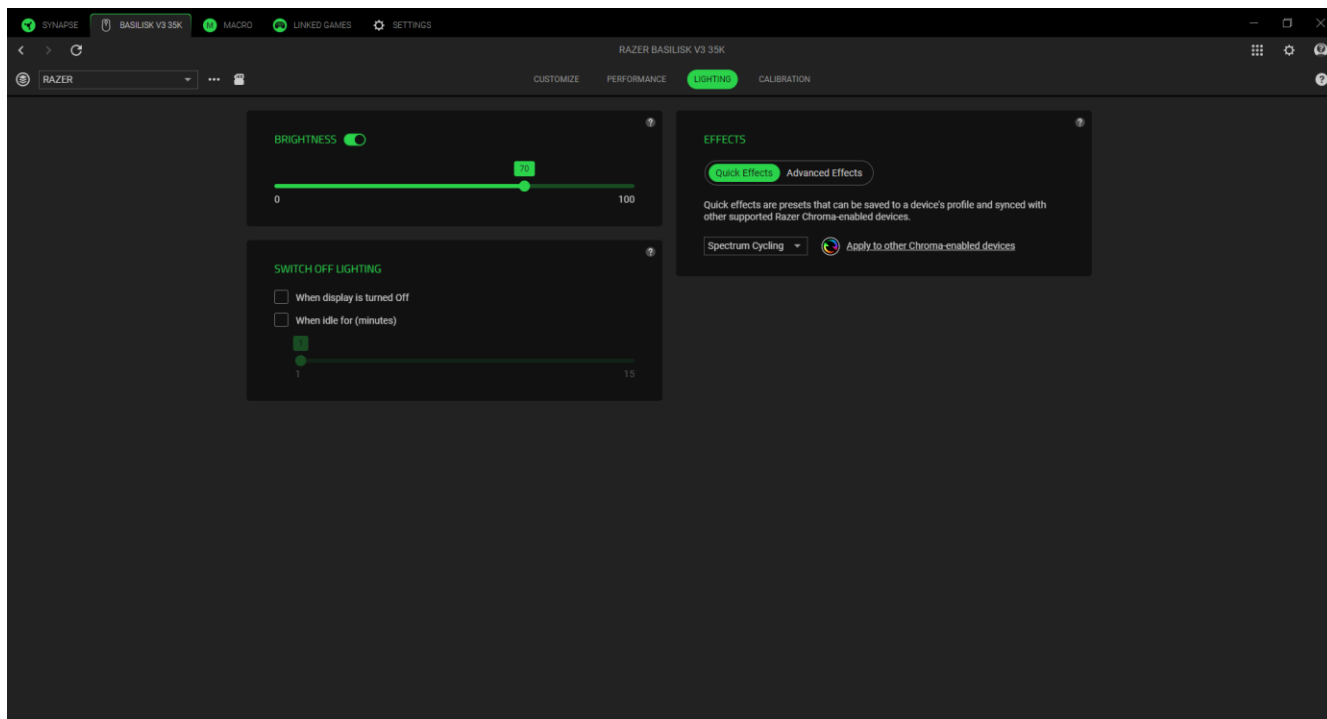 SYNAPSE BASILISK V3 35K MACRO LINKED GAMES SETTINGS
RAZER BASILISK V3 35K
RAZER CUSTOMIZE PERFORMANCE LIGHTING CALIBRATION
BRIGHTNESS
70
0 100
SWITCH OFF LIGHTING
When display is turned Off
When idle for (minutes)
1
1 15
EFFECTS
Quick Effects Advanced Effects
Quick effects are presets that can be saved to a device's profile and synced with
other supported Razer Chroma-enabled devices.
Spectrum Cycling Apply to other Chroma-enabled devices